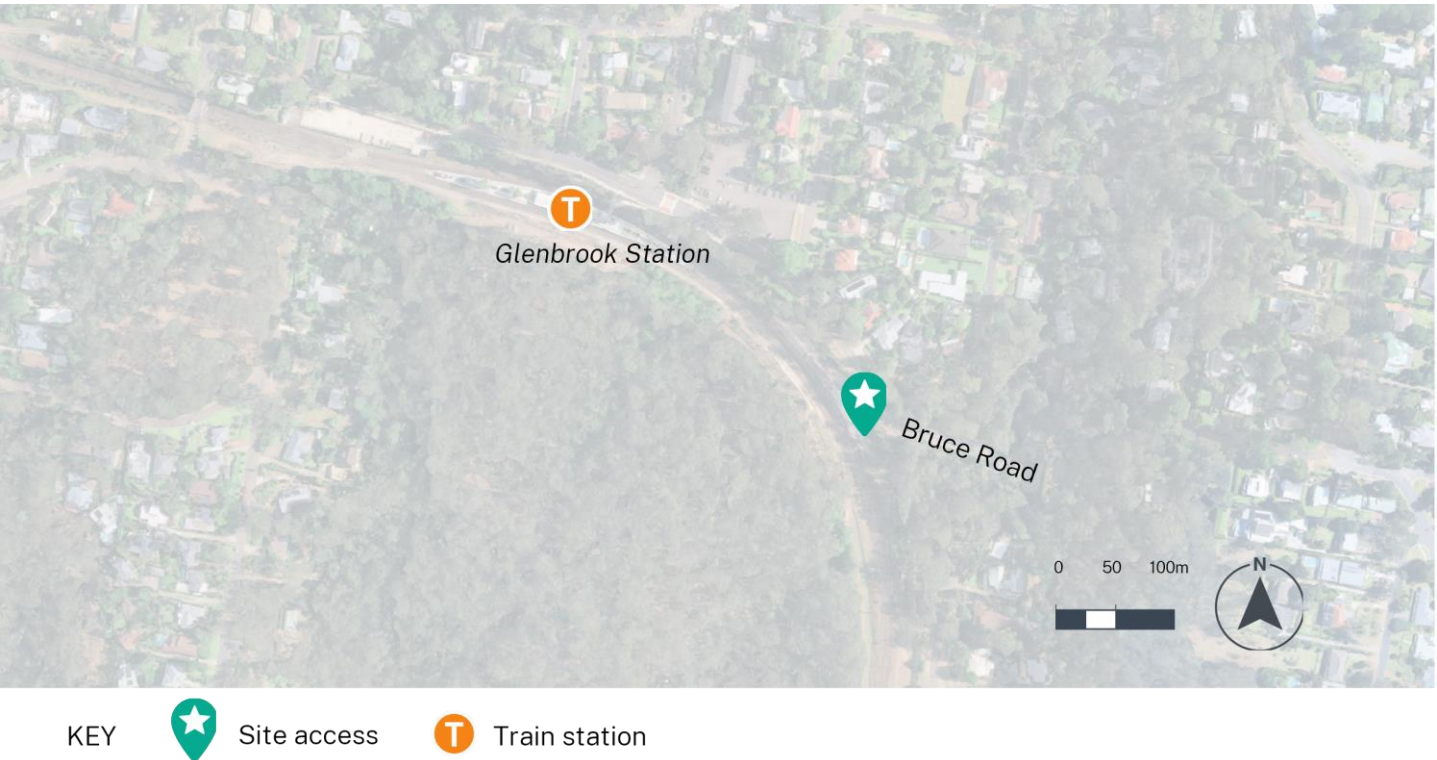 T
Glenbrook Station
Bruce Road
0 50 100m
N
KEY Site access T Train station